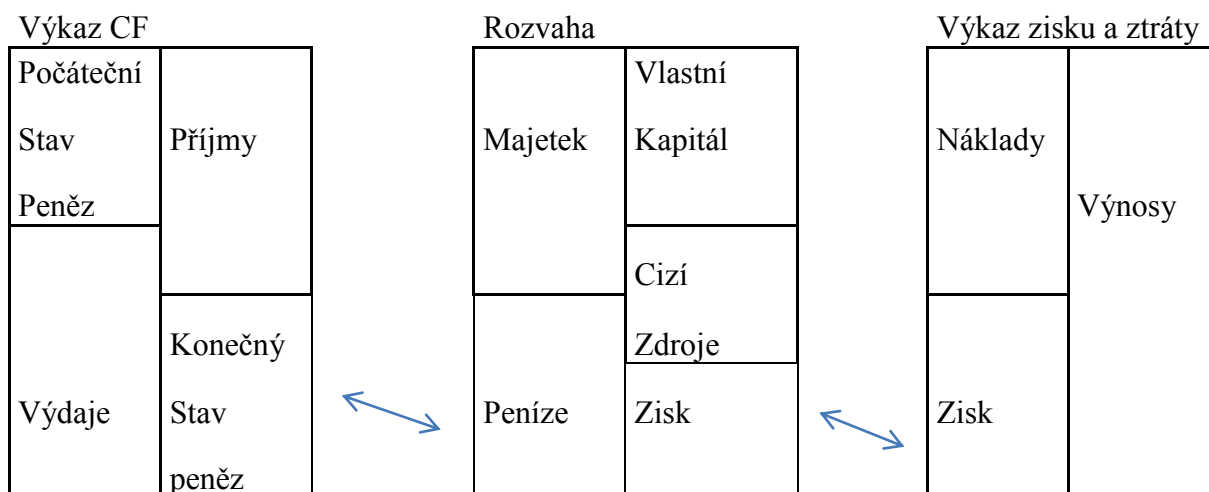 Výkaz CF
Počáteční
Stav
Peněz
Příjmy
Výdaje
Konečný
Stav
peněz
Rozvaha
Majetek
Vlastní
Kapitál
Cizí
Zdroje
Peníze
Zisk
Výkaz zisku a ztráty
Náklady
Výnosy
Zisk